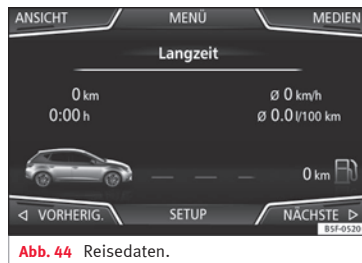 ANSICHT MENÜ MEDIEN
Langzeit
0 km ø 0 km/h
0:00 h ø 0.0 l/100 km
0 km
◁ VORHERIG. SETUP NÄCHSTE ▷
B5F-0520
Abb. 44 Reisedaten.